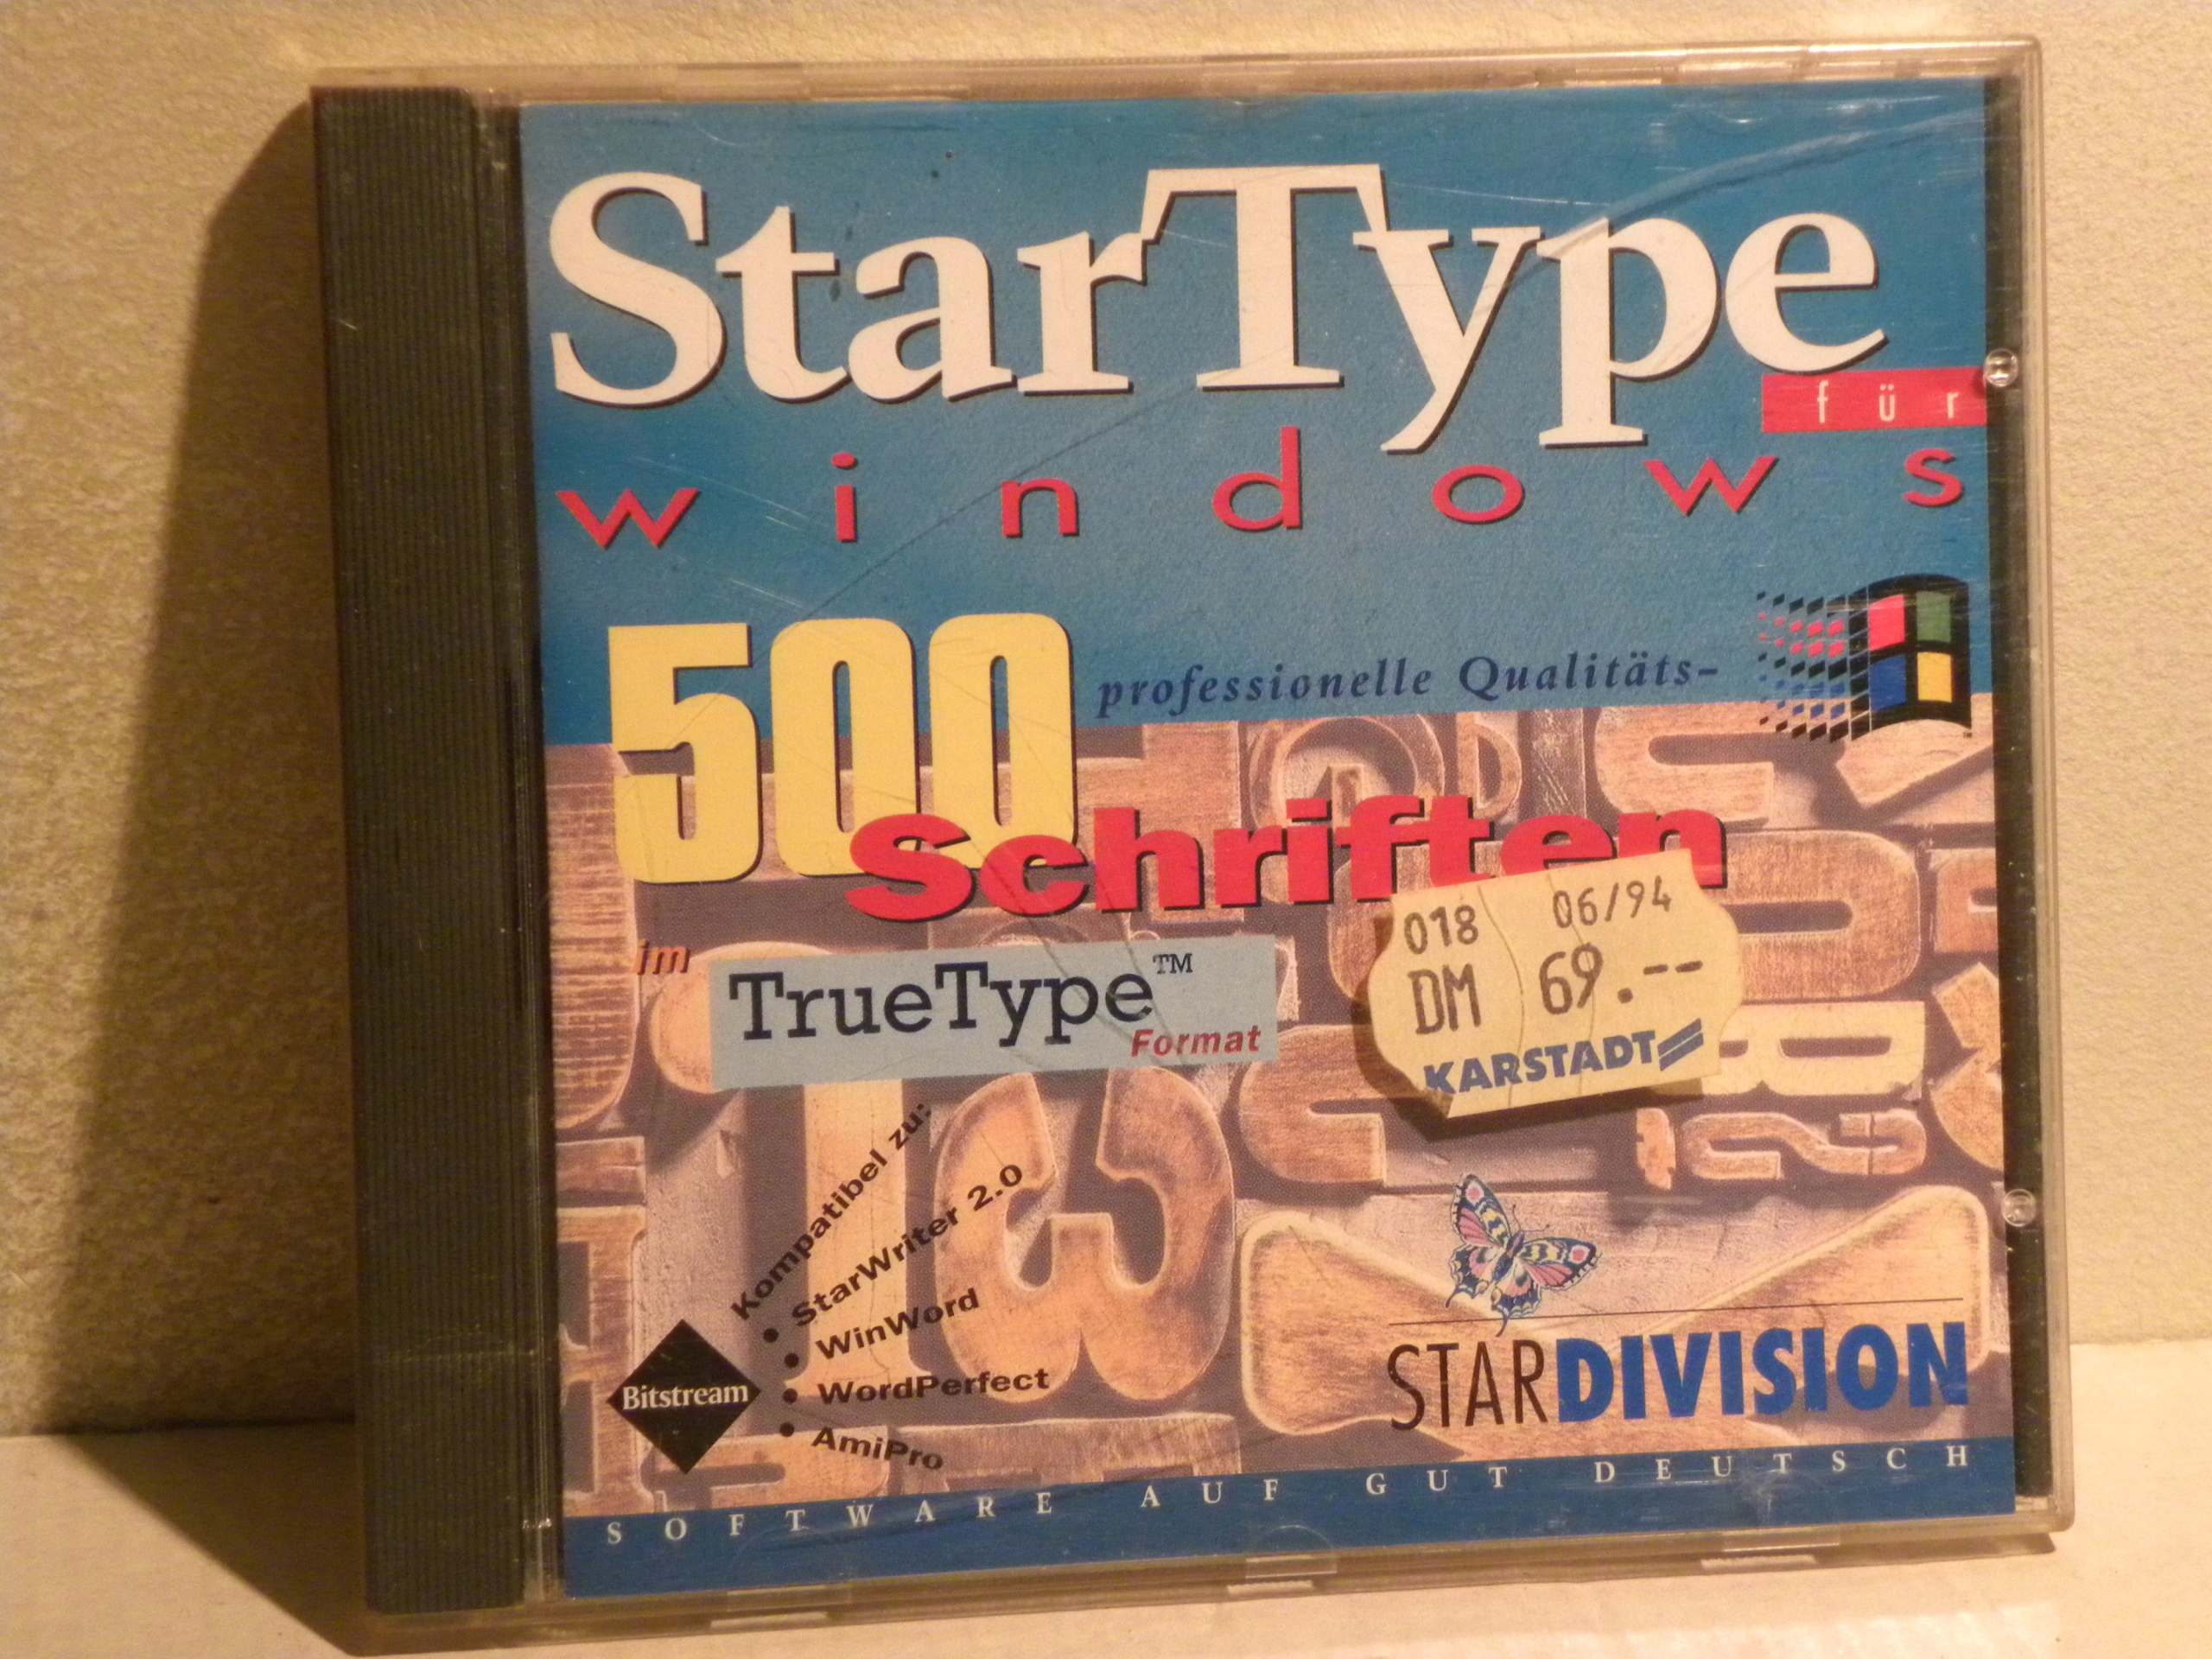 StarType
für
windows
500
professionelle Qualitäts-
Schriften
im
TrueType™
Format
018 06/94
DM 69.--
KARSTADT
Kompatibel zu:
• StarWriter 2.0
• WinWord
• WordPerfect
• AmiPro
Bitstream
STARDIVISION
SOFTWARE AUF GUT DEUTSCH